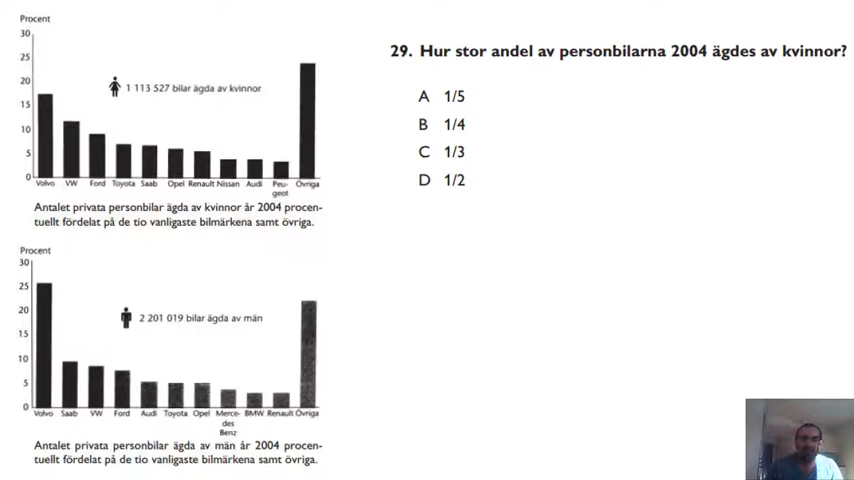 Procent
30
25
20
15
10
5
0
1 113 527 bilar ägda av kvinnor
Volvo VW Ford Toyota Saab Opel Renault Nissan Audi Peu- Övriga
geot
Antalet privata personbilar ägda av kvinnor år 2004 procen-
tuellt fördelat på de tio vanligaste bilmärkena samt övriga.
Procent
30
25
20
15
10
5
0
2 201 019 bilar ägda av män
Volvo Saab VW Ford Audi Toyota Opel Merce- BMW Renault Övriga
des
Benz
Antalet privata personbilar ägda av män år 2004 procen-
tuellt fördelat på de tio vanligaste bilmärkena samt övriga.
29. Hur stor andel av personbilarna 2004 ägdes av kvinnor?
A 1/5
B 1/4
C 1/3
D 1/2